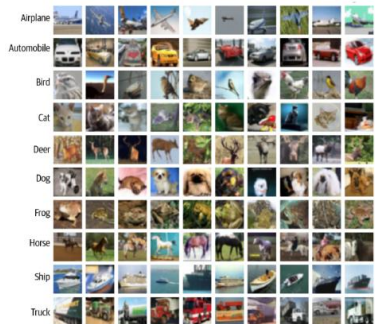 Airplane
Automobile
Bird
Cat
Deer
Dog
Frog
Horse
Ship
Truck